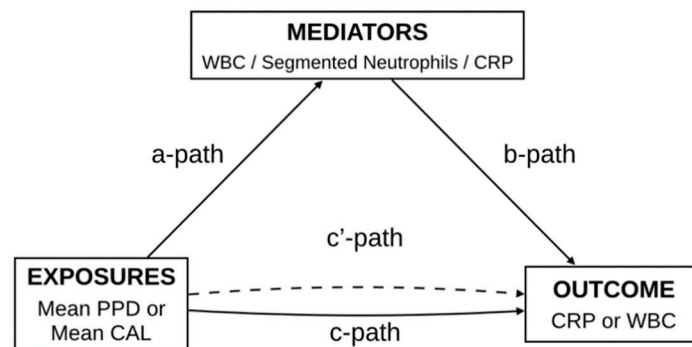 MEDIATORS
WBC / Segmented Neutrophils / CRP
a-path
b-path
c’-path
EXPOSURES
Mean PPD or
Mean CAL
OUTCOME
CRP or WBC
c-path